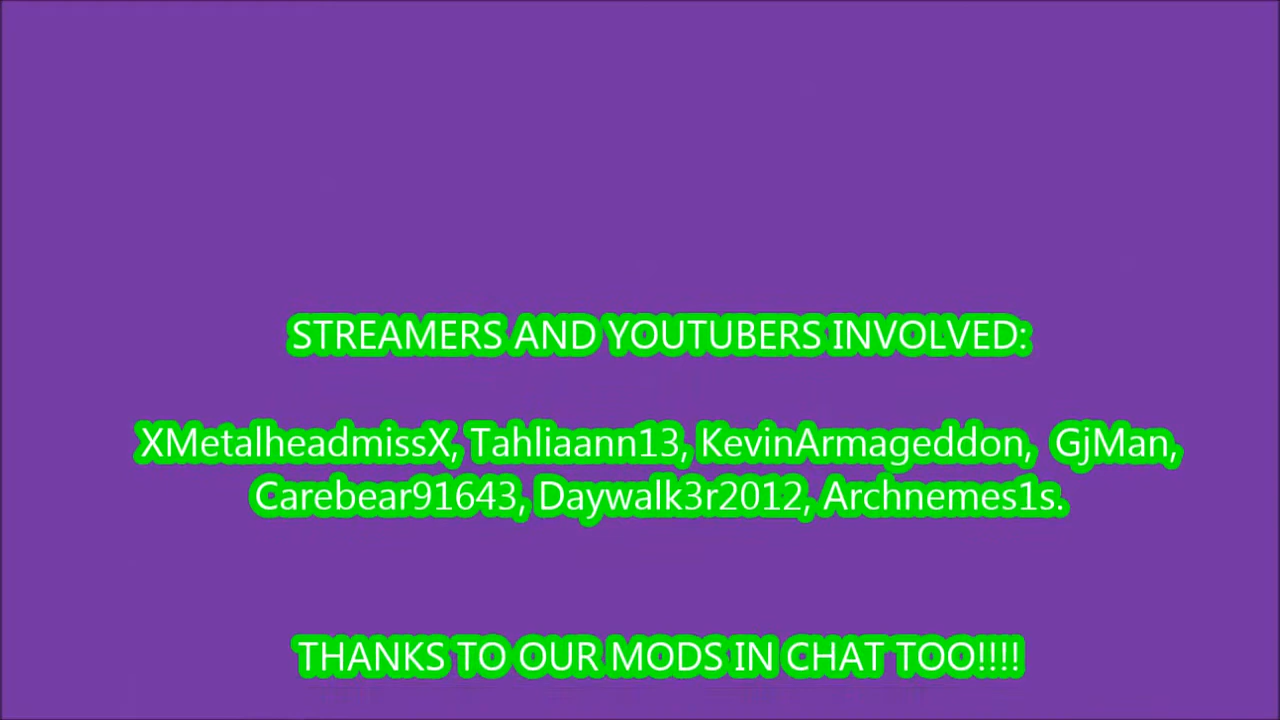 STREAMERS AND YOUTUBERS INVOLVED:
XMetalheadmissX, Tahliaann13, KevinArmageddon, GjMan,
Carebear91643, Daywalk3r2012, Archnemes1s.
THANKS TO OUR MODS IN CHAT TOO!!!!